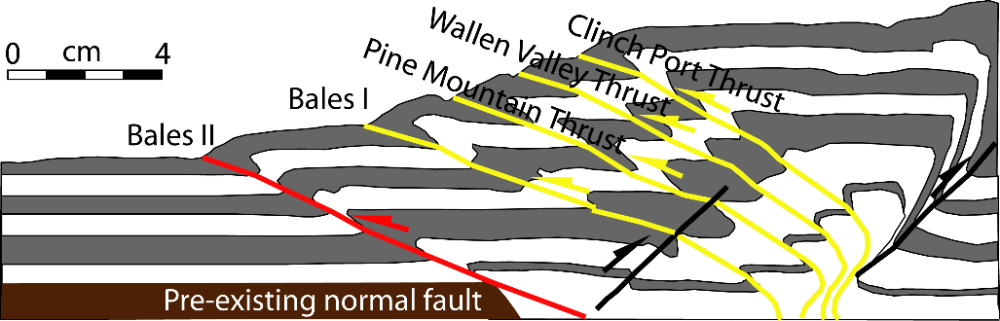 0 cm 4
Clinch Port Thrust
Wallen Valley Thrust
Pine Mountain Thrust
Bales I
Bales II
Pre-existing normal fault